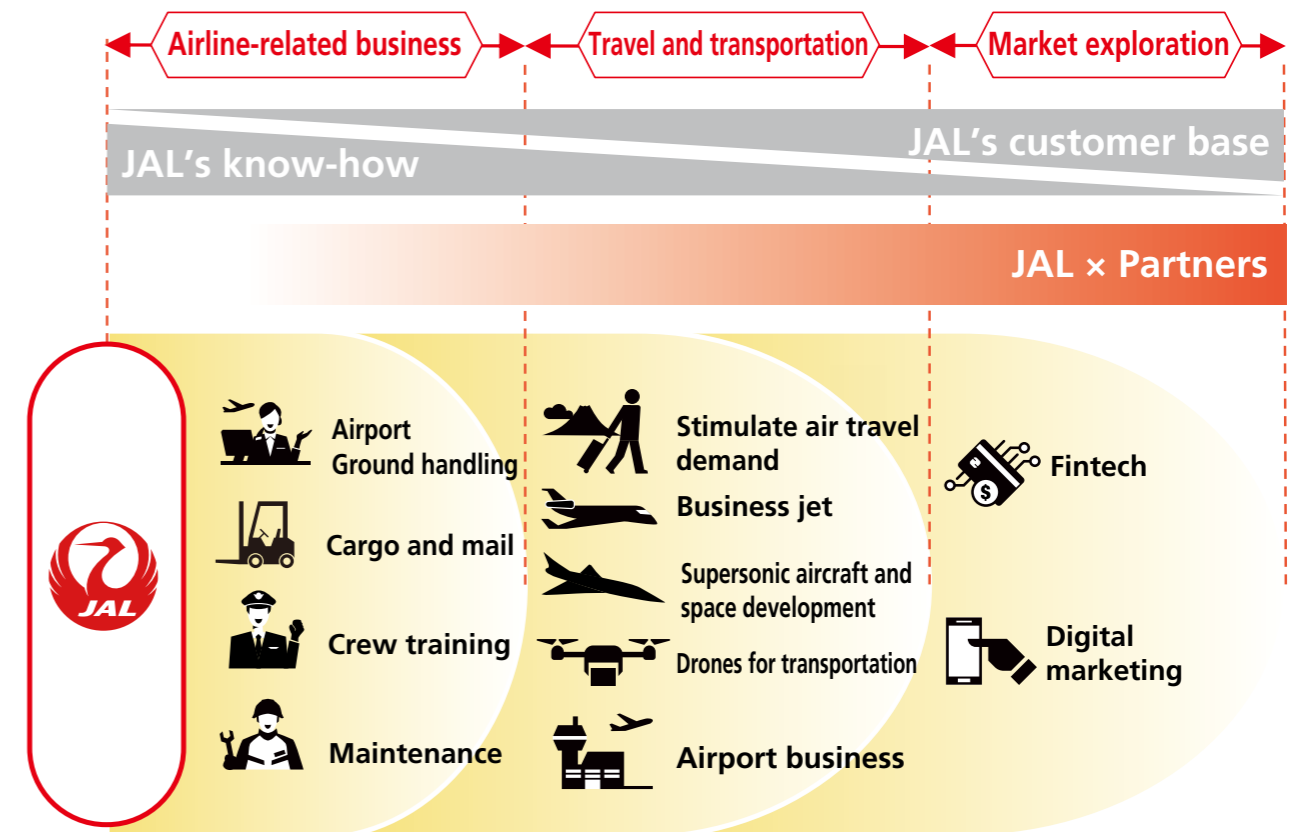 Airline-related business
Travel and transportation
Market exploration
JAL's know-how
JAL's customer base
JAL × Partners
JAL
Airport
Ground handling
Cargo and mail
Crew training
Maintenance
Stimulate air travel
demand
Business jet
Supersonic aircraft and
space development
Drones for transportation
Airport business
Fintech
$
Digital
marketing